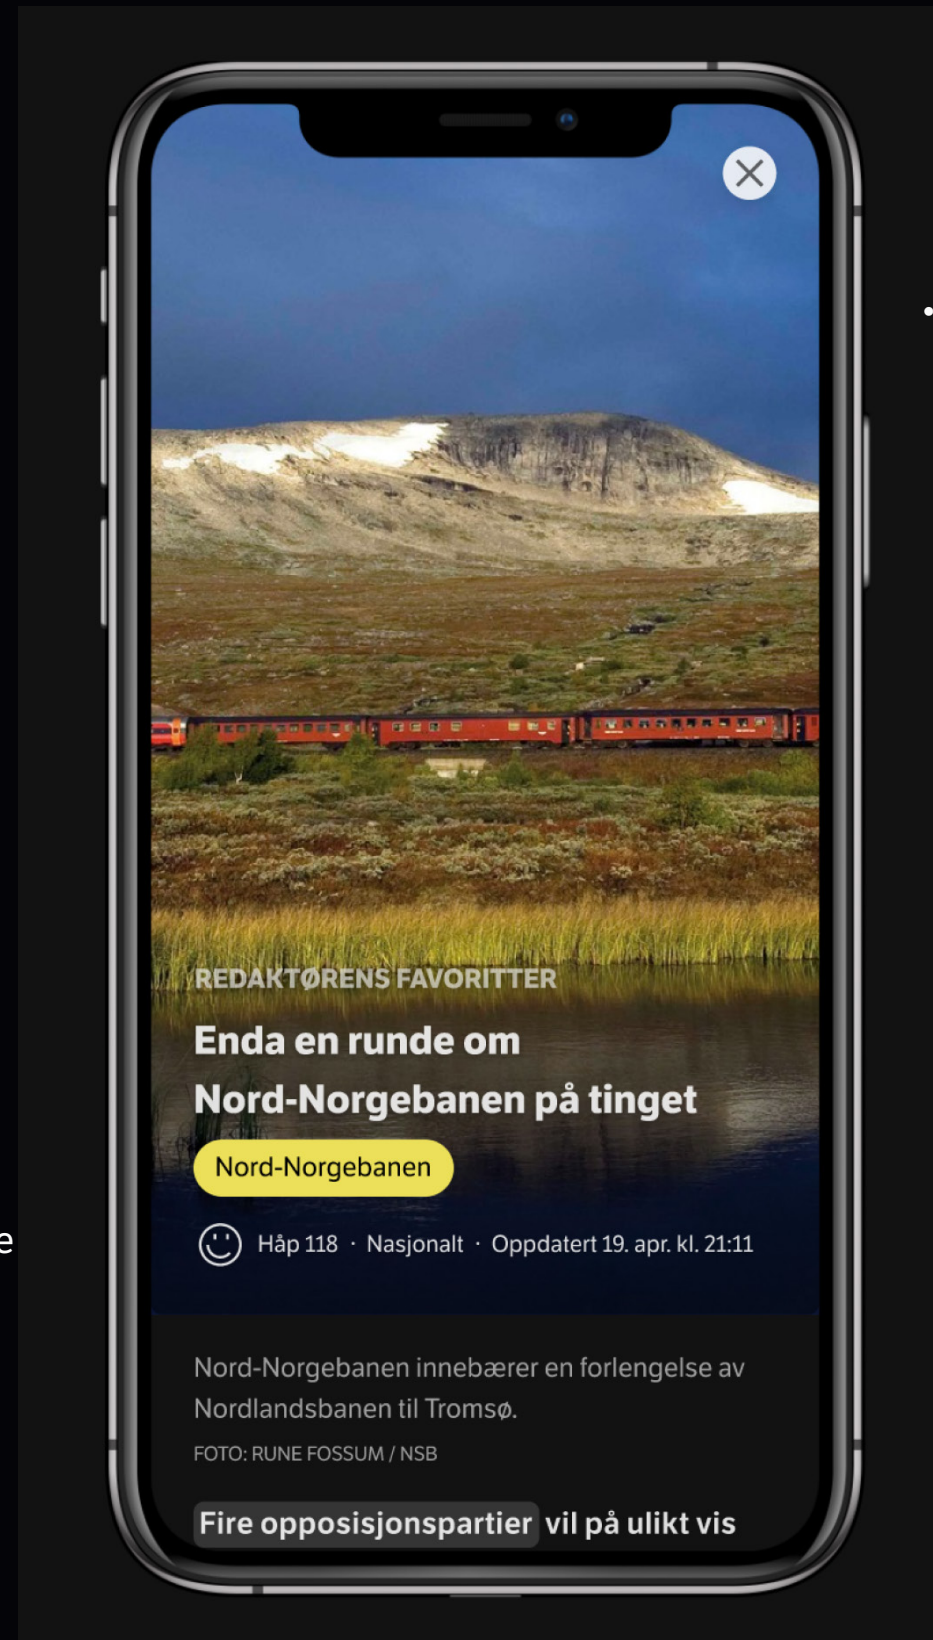 REDAKTØRENS FAVORITTER
Enda en runde om
Nord-Norgebanen på tinget
Nord-Norgebanen
Håp 118 · Nasjonalt · Oppdatert 19. apr. kl. 21:11
e
Nord-Norgebanen innebærer en forlengelse av
Nordlandsbanen til Tromsø.
FOTO: RUNE FOSSUM / NSB
Fire opposisjonspartier vil på ulikt vis